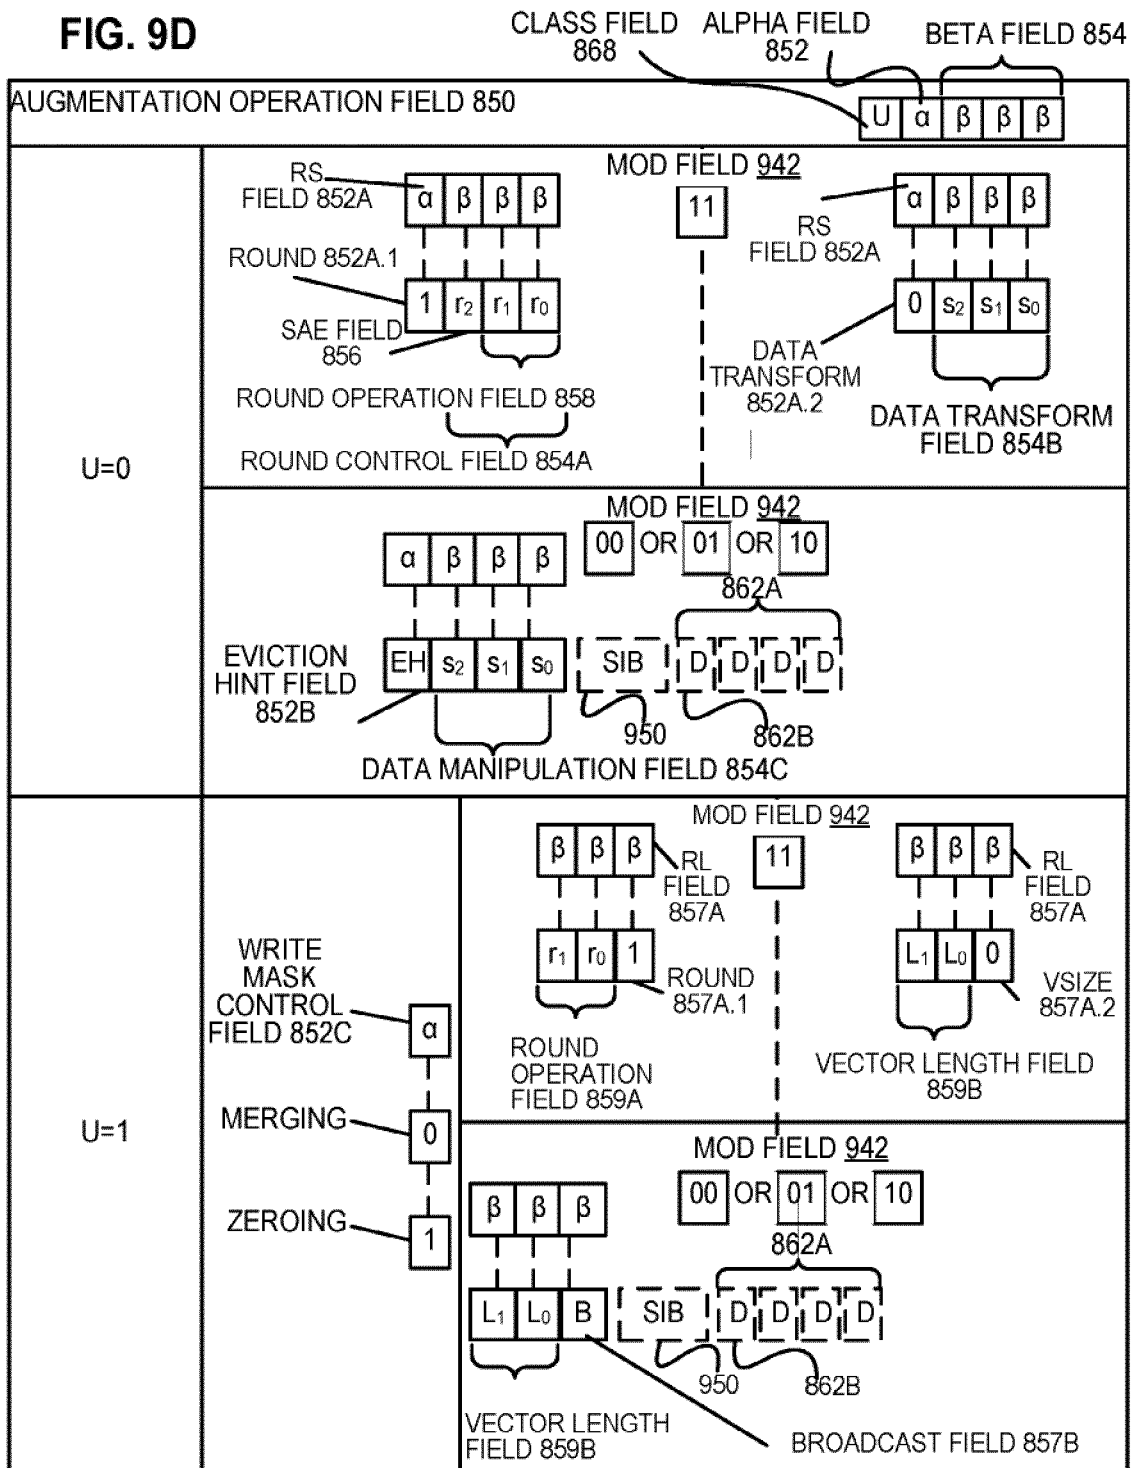 FIG. 9D
CLASS FIELD
868
ALPHA FIELD
852
BETA FIELD 854
AUGMENTATION OPERATION FIELD 850
U α β β β
U=0
RS
FIELD 852A
α β β β
ROUND 852A.1
1 r2 r1 r0
SAE FIELD
856
ROUND OPERATION FIELD 858
ROUND CONTROL FIELD 854A
MOD FIELD 942
11
α β β β
RS
FIELD 852A
0 s2 s1 s0
DATA
TRANSFORM
852A.2
DATA TRANSFORM
FIELD 854B
MOD FIELD 942
00 OR 01 OR 10
α β β β
862A
EVICTION
HINT FIELD
852B
EH s2 s1 s0 SIB D D D D
950
862B
DATA MANIPULATION FIELD 854C
U=1
WRITE
MASK
CONTROL
FIELD 852C
α
MERGING
0
ZEROING
1
MOD FIELD 942
11
β β β
RL
FIELD
857A
r1 r0 1
ROUND
857A.1
ROUND
OPERATION
FIELD 859A
β β β
RL
FIELD
857A
L1 L0 0
VSIZE
857A.2
VECTOR LENGTH FIELD
859B
MOD FIELD 942
00 OR 01 OR 10
β β β
862A
L1 L0 B SIB D D D D
950
862B
VECTOR LENGTH
FIELD 859B
BROADCAST FIELD 857B